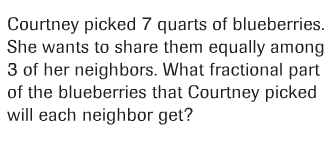 Courtney picked 7 quarts of blueberries.
She wants to share them equally among
3 of her neighbors. What fractional part
of the blueberries that Courtney picked
will each neighbor get?